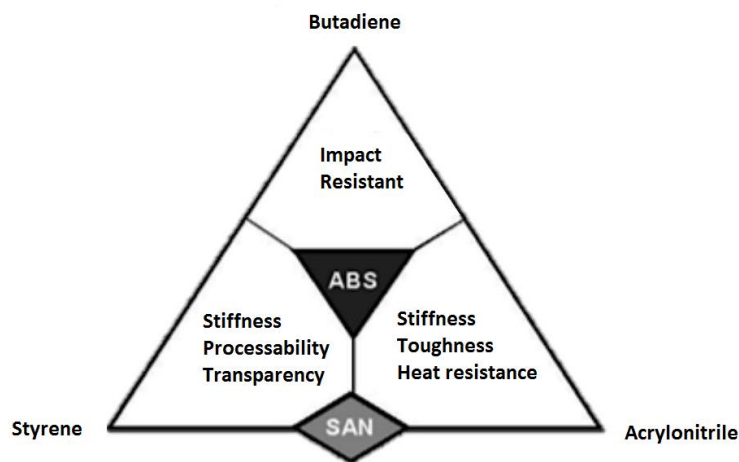 Butadiene
Impact
Resistant
ABS
Stiffness
Processability
Transparency
Stiffness
Toughness
Heat resistance
Styrene
SAN
Acrylonitrile